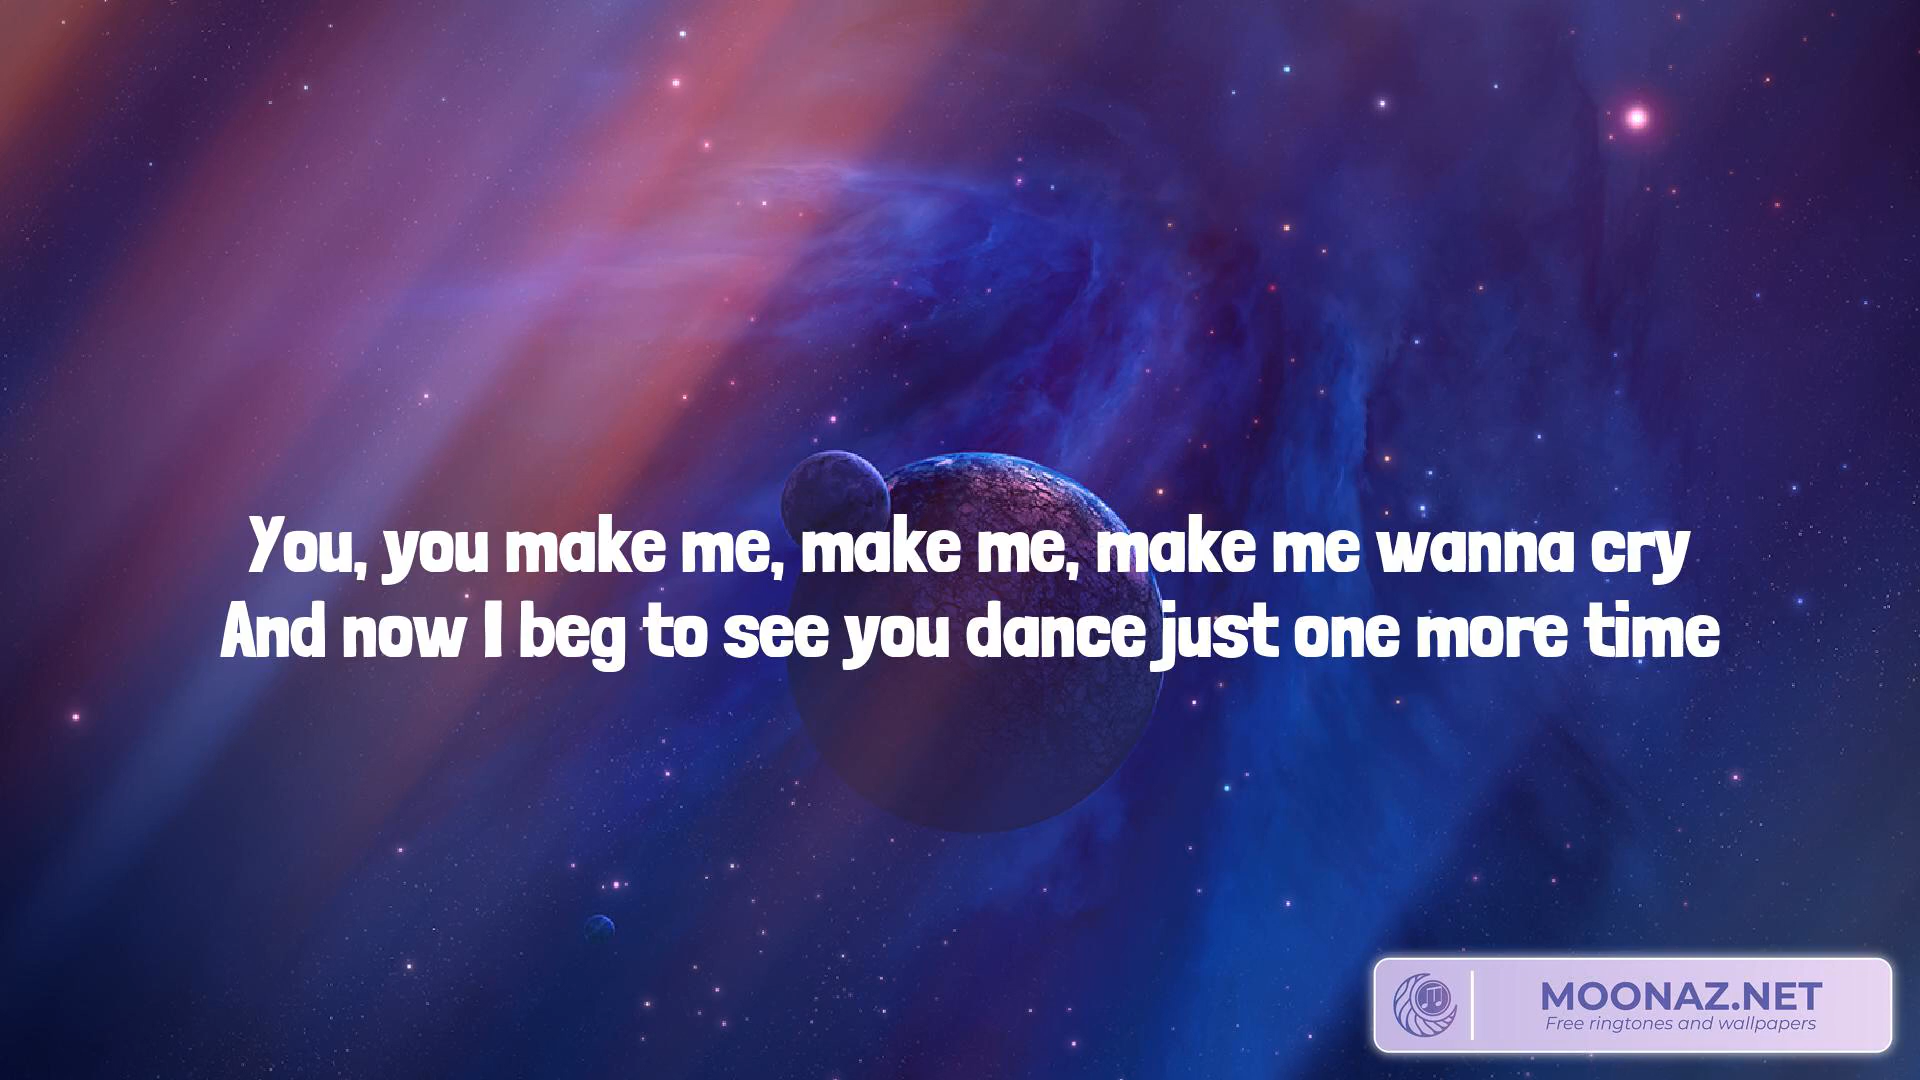 You, you make me, make me, make me wanna cry
And now I beg to see you dance just one more time
MOONAZ.NET
Free ringtones and wallpapers